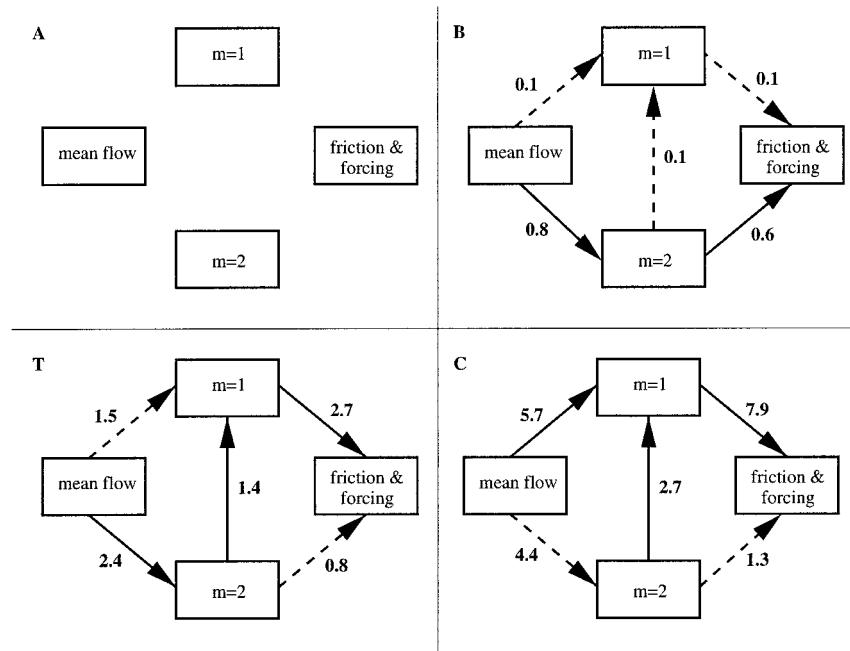 A
m=1
mean flow
friction &
forcing
m=2
B
m=1
0.1
0.1
mean flow
friction &
forcing
0.1
0.8
0.6
m=2
T
m=1
1.5
2.7
mean flow
friction &
forcing
1.4
2.4
0.8
m=2
C
m=1
5.7
7.9
mean flow
friction &
forcing
2.7
4.4
1.3
m=2